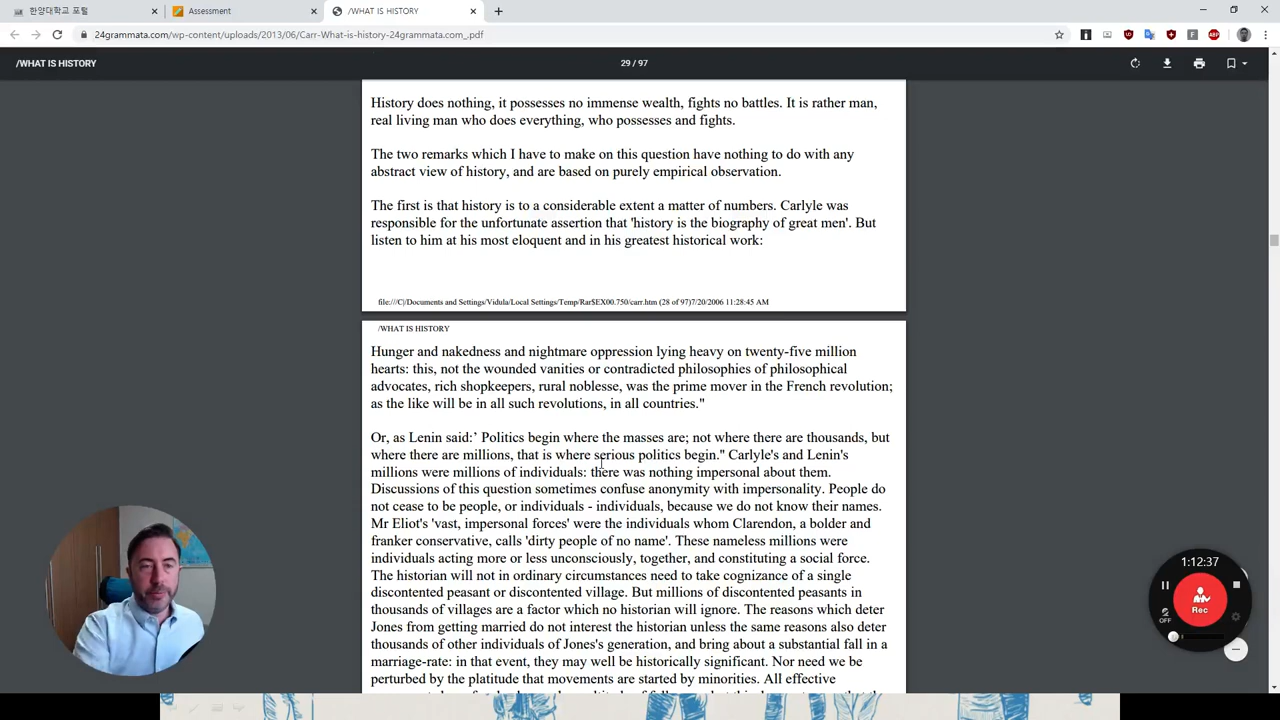 한양대학교 포털
Assessment
/WHAT IS HISTORY
24grammata.com/wp-content/uploads/2013/06/Carr-What-is-history-24grammata.com_.pdf
/WHAT IS HISTORY
29 / 97
History does nothing, it possesses no immense wealth, fights no battles. It is rather man,
real living man who does everything, who possesses and fights.
The two remarks which I have to make on this question have nothing to do with any
abstract view of history, and are based on purely empirical observation.
The first is that history is to a considerable extent a matter of numbers. Carlyle was
responsible for the unfortunate assertion that 'history is the biography of great men'. But
listen to him at his most eloquent and in his greatest historical work:
file:///C|/Documents and Settings/Vidula/Local Settings/Temp/Rar$EX00.750/carr.htm (28 of 97)7/20/2006 11:28:45 AM
/WHAT IS HISTORY
Hunger and nakedness and nightmare oppression lying heavy on twenty-five million
hearts: this, not the wounded vanities or contradicted philosophies of philosophical
advocates, rich shopkeepers, rural noblesse, was the prime mover in the French revolution;
as the like will be in all such revolutions, in all countries."
Or, as Lenin said:' Politics begin where the masses are; not where there are thousands, but
where there are millions, that is where serious politics begin." Carlyle's and Lenin's
millions were millions of individuals: there was nothing impersonal about them.
Discussions of this question sometimes confuse anonymity with impersonality. People do
not cease to be people, or individuals - individuals, because we do not know their names.
Mr Eliot's 'vast, impersonal forces' were the individuals whom Clarendon, a bolder and
franker conservative, calls 'dirty people of no name'. These nameless millions were
individuals acting more or less unconsciously, together, and constituting a social force.
The historian will not in ordinary circumstances need to take cognizance of a single
discontented peasant or discontented village. But millions of discontented peasants in
thousands of villages are a factor which no historian will ignore. The reasons which deter
Jones from getting married do not interest the historian unless the same reasons also deter
thousands of other individuals of Jones's generation, and bring about a substantial fall in a
marriage-rate: in that event, they may well be historically significant. Nor need we be
perturbed by the platitude that movements are started by minorities. All effective
1:12:37
Rec
OFF